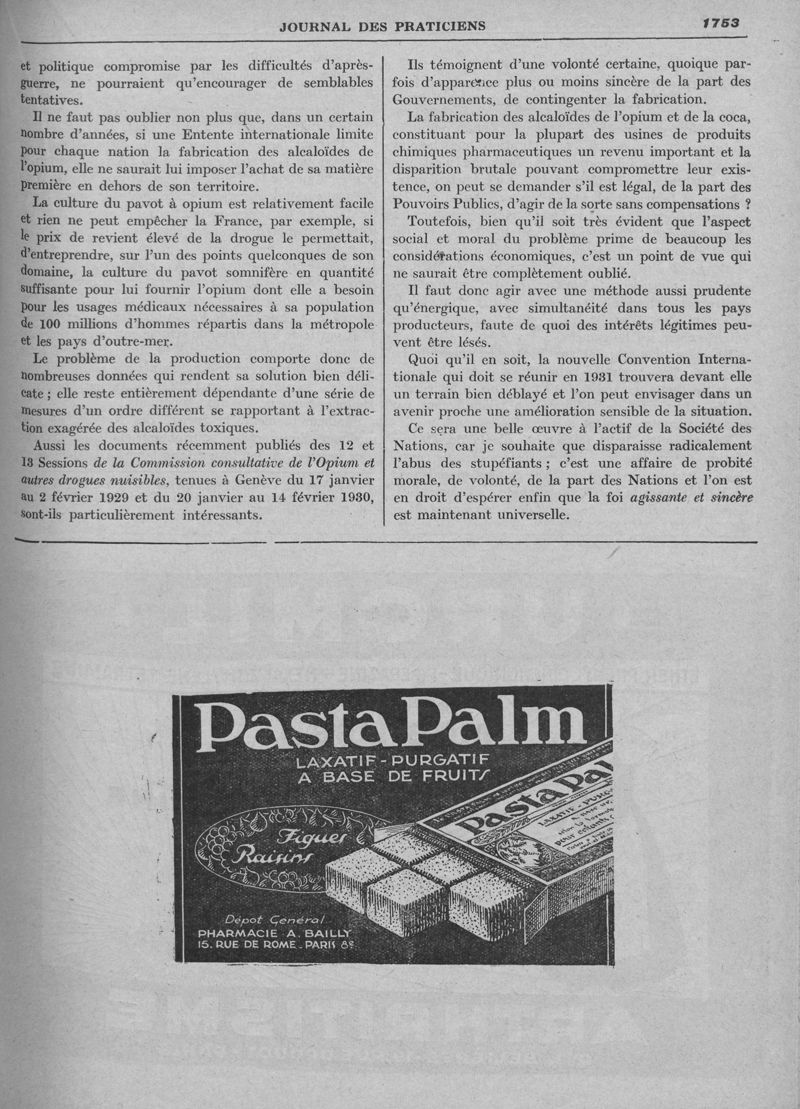 JOURNAL DES PRATICIENS
1753
et politique compromise par les difficultés d'après-
guerre, ne pourraient qu'encourager de semblables
tentatives.
Il ne faut pas oublier non plus que, dans un certain
nombre d'années, si une Entente internationale limite
pour chaque nation la fabrication des alcaloïdes de
l'opium, elle ne saurait lui imposer l'achat de sa matière
première en dehors de son territoire.
La culture du pavot à opium est relativement facile
et rien ne peut empêcher la France, par exemple, si
le prix de revient élevé de la drogue le permettait,
d'entreprendre, sur l'un des points quelconques de son
domaine, la culture du pavot somnifère en quantité
suffisante pour lui fournir l'opium dont elle a besoin
pour les usages médicaux nécessaires à sa population
de 100 millions d'hommes répartis dans la métropole
et les pays d'outre-mer.
Le problème de la production comporte donc de
nombreuses données qui rendent sa solution bien déli-
cate ; elle reste entièrement dépendante d'une série de
mesures d'un ordre différent se rapportant à l'extrac-
tion exagérée des alcaloïdes toxiques.
Aussi les documents récemment publiés des 12 et
13 Sessions de la Commission consultative de l'Opium et
autres drogues nuisibles, tenues à Genève du 17 janvier
au 2 février 1929 et du 20 janvier au 14 février 1930,
sont-ils particulièrement intéressants.
Ils témoignent d'une volonté certaine, quoique par-
fois d'apparence plus ou moins sincère de la part des
Gouvernements, de contingenter la fabrication.
La fabrication des alcaloïdes de l'opium et de la coca,
constituant pour la plupart des usines de produits
chimiques pharmaceutiques un revenu important et la
disparition brutale pouvant compromettre leur exis-
tence, on peut se demander s'il est légal, de la part des
Pouvoirs Publics, d'agir de la sorte sans compensations ?
Toutefois, bien qu'il soit très évident que l'aspect
social et moral du problème prime de beaucoup les
considérations économiques, c'est un point de vue qui
ne saurait être complètement oublié.
Il faut donc agir avec une méthode aussi prudente
qu'énergique, avec simultanéité dans tous les pays
producteurs, faute de quoi des intérêts légitimes peu-
vent être lésés.
Quoi qu'il en soit, la nouvelle Convention Interna-
tionale qui doit se réunir en 1931 trouvera devant elle
un terrain bien déblayé et l'on peut envisager dans un
avenir proche une amélioration sensible de la situation.
Ce sera une belle œuvre à l'actif de la Société des
Nations, car je souhaite que disparaisse radicalement
l'abus des stupéfiants ; c'est une affaire de probité
morale, de volonté, de la part des Nations et l'on est
en droit d'espérer enfin que la foi agissante et sincère
est maintenant universelle.
PastaPalm
LAXATIF - PURGATIF
A BASE DE FRUITS
Figues
Raisins
PastaPal
LAXATIF - PURG
Dépot Général
PHARMACIE A. BAILLY
15. RUE DE ROME - PARIS 8e